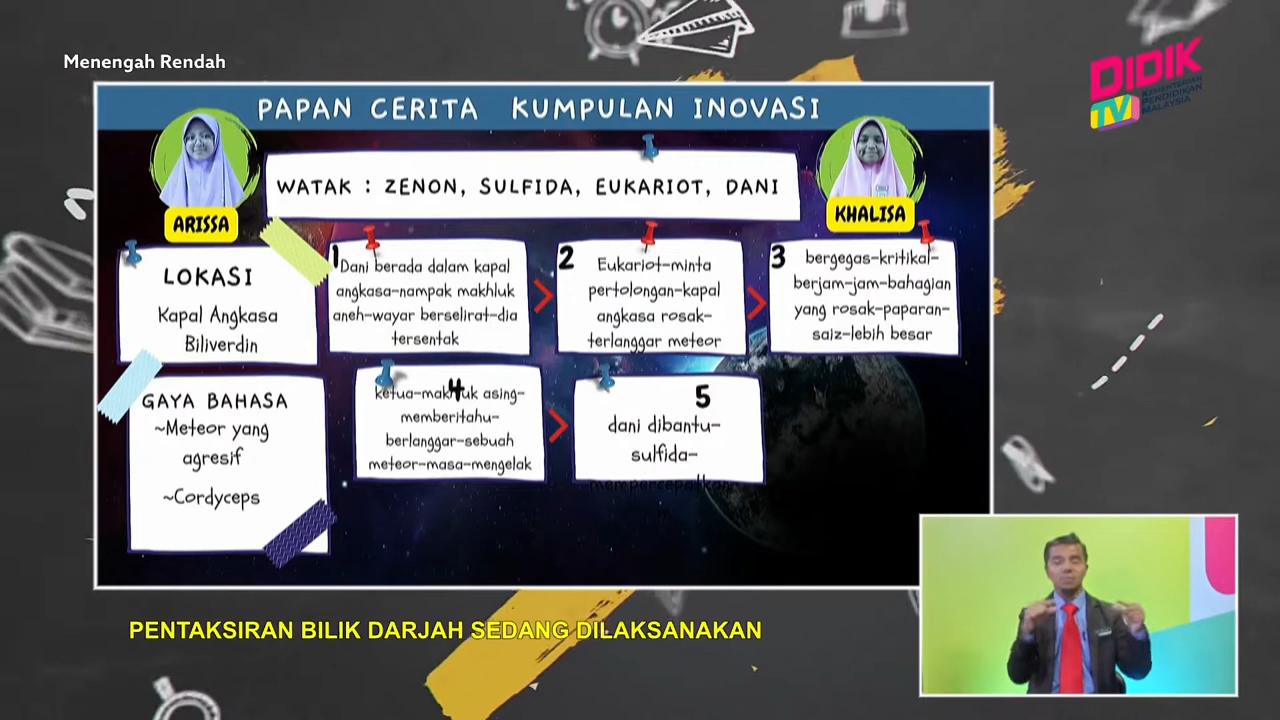 Menengah Rendah
DIDIK
TV
KEMENTERIAN
PENDIDIKAN
MALAYSIA
PAPAN CERITA KUMPULAN INOVASI
WATAK : ZENON, SULFIDA, EUKARIOT, DANI
ARISSA
KHALISA
LOKASI
Kapal Angkasa
Biliverdin
1
Dani berada dalam kapal
angkasa-nampak makhluk
aneh-wayar berselirat-dia
tersentak
2
Eukariot-minta
pertolongan-kapal
angkasa rosak-
terlanggar meteor
3
bergegas-kritikal-
berjam-jam-bahagian
yang rosak-paparan-
saiz-lebih besar
GAYA BAHASA
~Meteor yang
agresif
~Cordyceps
4
ketua-makhluk asing-
memberitahu-
berlanggar-sebuah
meteor-masa-mengelak
5
dani dibantu-
sulfida-
mempercepatkan
PENTAKSIRAN BILIK DARJAH SEDANG DILAKSANAKAN